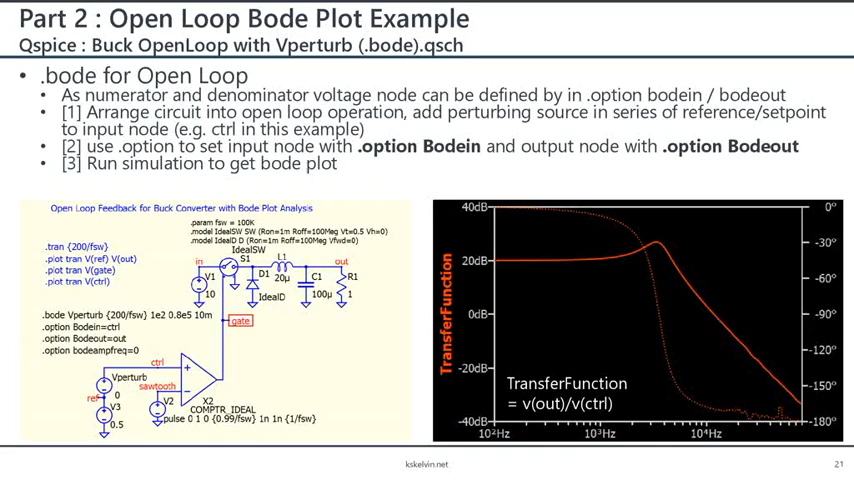 Part 2 : Open Loop Bode Plot Example
Qspice : Buck OpenLoop with Vperturb (.bode).qsch
• .bode for Open Loop
• As numerator and denominator voltage node can be defined by in .option bodein / bodeout
• [1] Arrange circuit into open loop operation, add perturbing source in series of reference/setpoint
to input node (e.g. ctrl in this example)
• [2] use .option to set input node with .option Bodein and output node with .option Bodeout
• [3] Run simulation to get bode plot
Open Loop Feedback for Buck Converter with Bode Plot Analysis
.param fsw = 100K
.model IdealSW SW (Ron=1m Roff=100Meg Vt=0.5 Vh=0)
.model IdealD D (Ron=1m Roff=100Meg Vfwd=0)
.tran {200/fsw}
.plot tran V(ref) V(out)
.plot tran V(gate)
.plot tran V(ctrl)
IdealSW
in
S1
L1
out
V1
D1
20µ
C1
R1
10
IdealD
100µ
1
.bode Vperturb {200/fsw} 1e2 0.8e5 10m
.option Bodein=ctrl
.option Bodeout=out
.option bodeampfreq=0
gate
ctrl
Vperturb
sawtooth
0
ref
V3
V2
X2
COMPTR_IDEAL
0.5
pulse 0 1 0 {0.99/fsw} 1n 1n {1/fsw}
40dB
20dB
0dB
-20dB
-40dB
TransferFunction
0°
-30°
-60°
-90°
-120°
-150°
-180°
TransferFunction
= v(out)/v(ctrl)
10²Hz
10³Hz
10⁴Hz
kskelvin.net
21